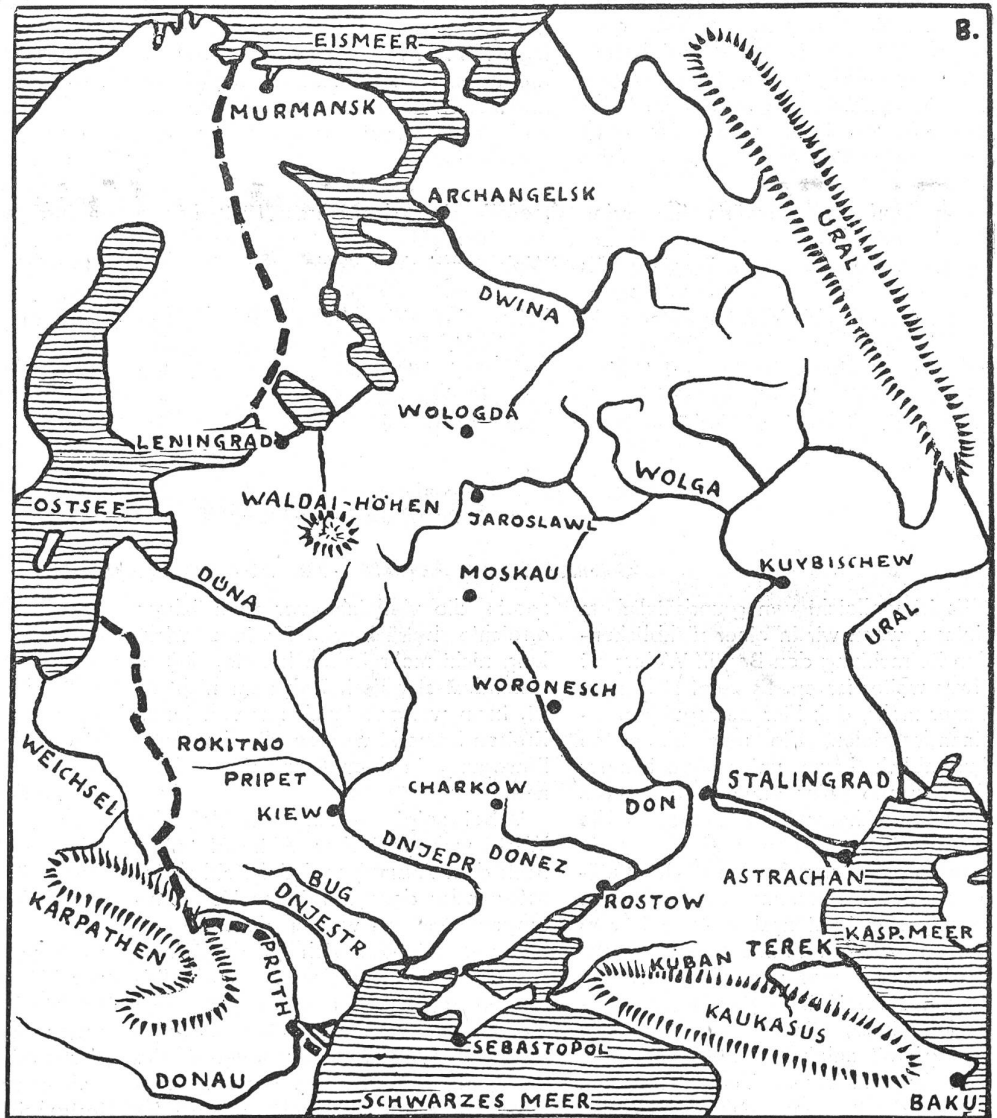 B.
EISMEER
MURMANSK
ARCHANGELSK
URAL
DWINA
WOLOGDA
LENINGRAD
WOLGA
OSTSEE
WALDAI-HÖHEN
JAROSLAWL
KUYBISCHEW
MOSKAU
DÜNA
URAL
WORONESCH
ROKITNO
WEICHSEL
PRIPET
STALINGRAD
CHARKOW
DON
KIEW
DNJEPR
DONEZ
ASTRACHAN
BUG
ROSTOW
KARPATHEN
DNJESTR
KASP. MEER
PRUTH
KUBAN
TEREK
KAUKASUS
SEBASTOPOL
DONAU
SCHWARZES MEER
BAKU